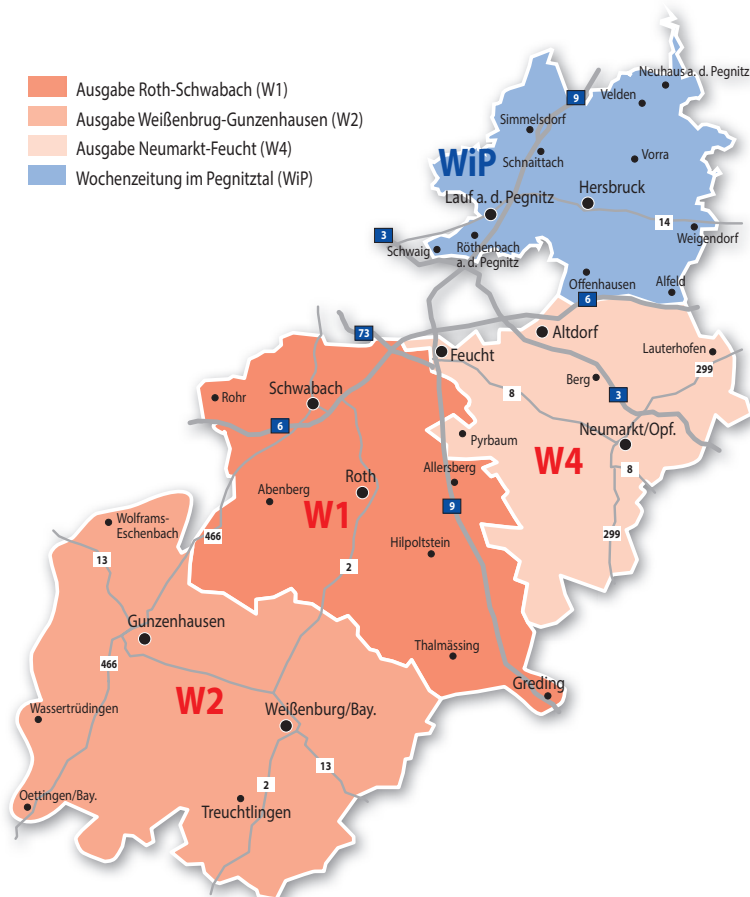 Ausgabe Roth-Schwabach (W1)
Ausgabe Weißenbrug-Gunzenhausen (W2)
Ausgabe Neumarkt-Feucht (W4)
Wochenzeitung im Pegnitztal (WiP)
Neuhaus a. d. Pegnitz
9
Velden
Simmelsdorf
WiP
Schnaittach
Vorra
Lauf a. d. Pegnitz
Hersbruck
14
3
Schwaig
Röthenbach
a. d. Pegnitz
Weigendorf
Offenhausen
Alfeld
6
73
Altdorf
Feucht
Lauterhofen
299
Berg
8
3
Schwabach
Rohr
6
Neumarkt/Opf.
Pyrbaum
W4
8
Roth
Allersberg
Abenberg
W1
9
299
Wolframs-
Eschenbach
466
13
Hilpoltstein
2
Gunzenhausen
466
Thalmässing
Greding
W2
Wassertrüdingen
Weißenburg/Bay.
13
2
Oettingen/Bay.
Treuchtlingen